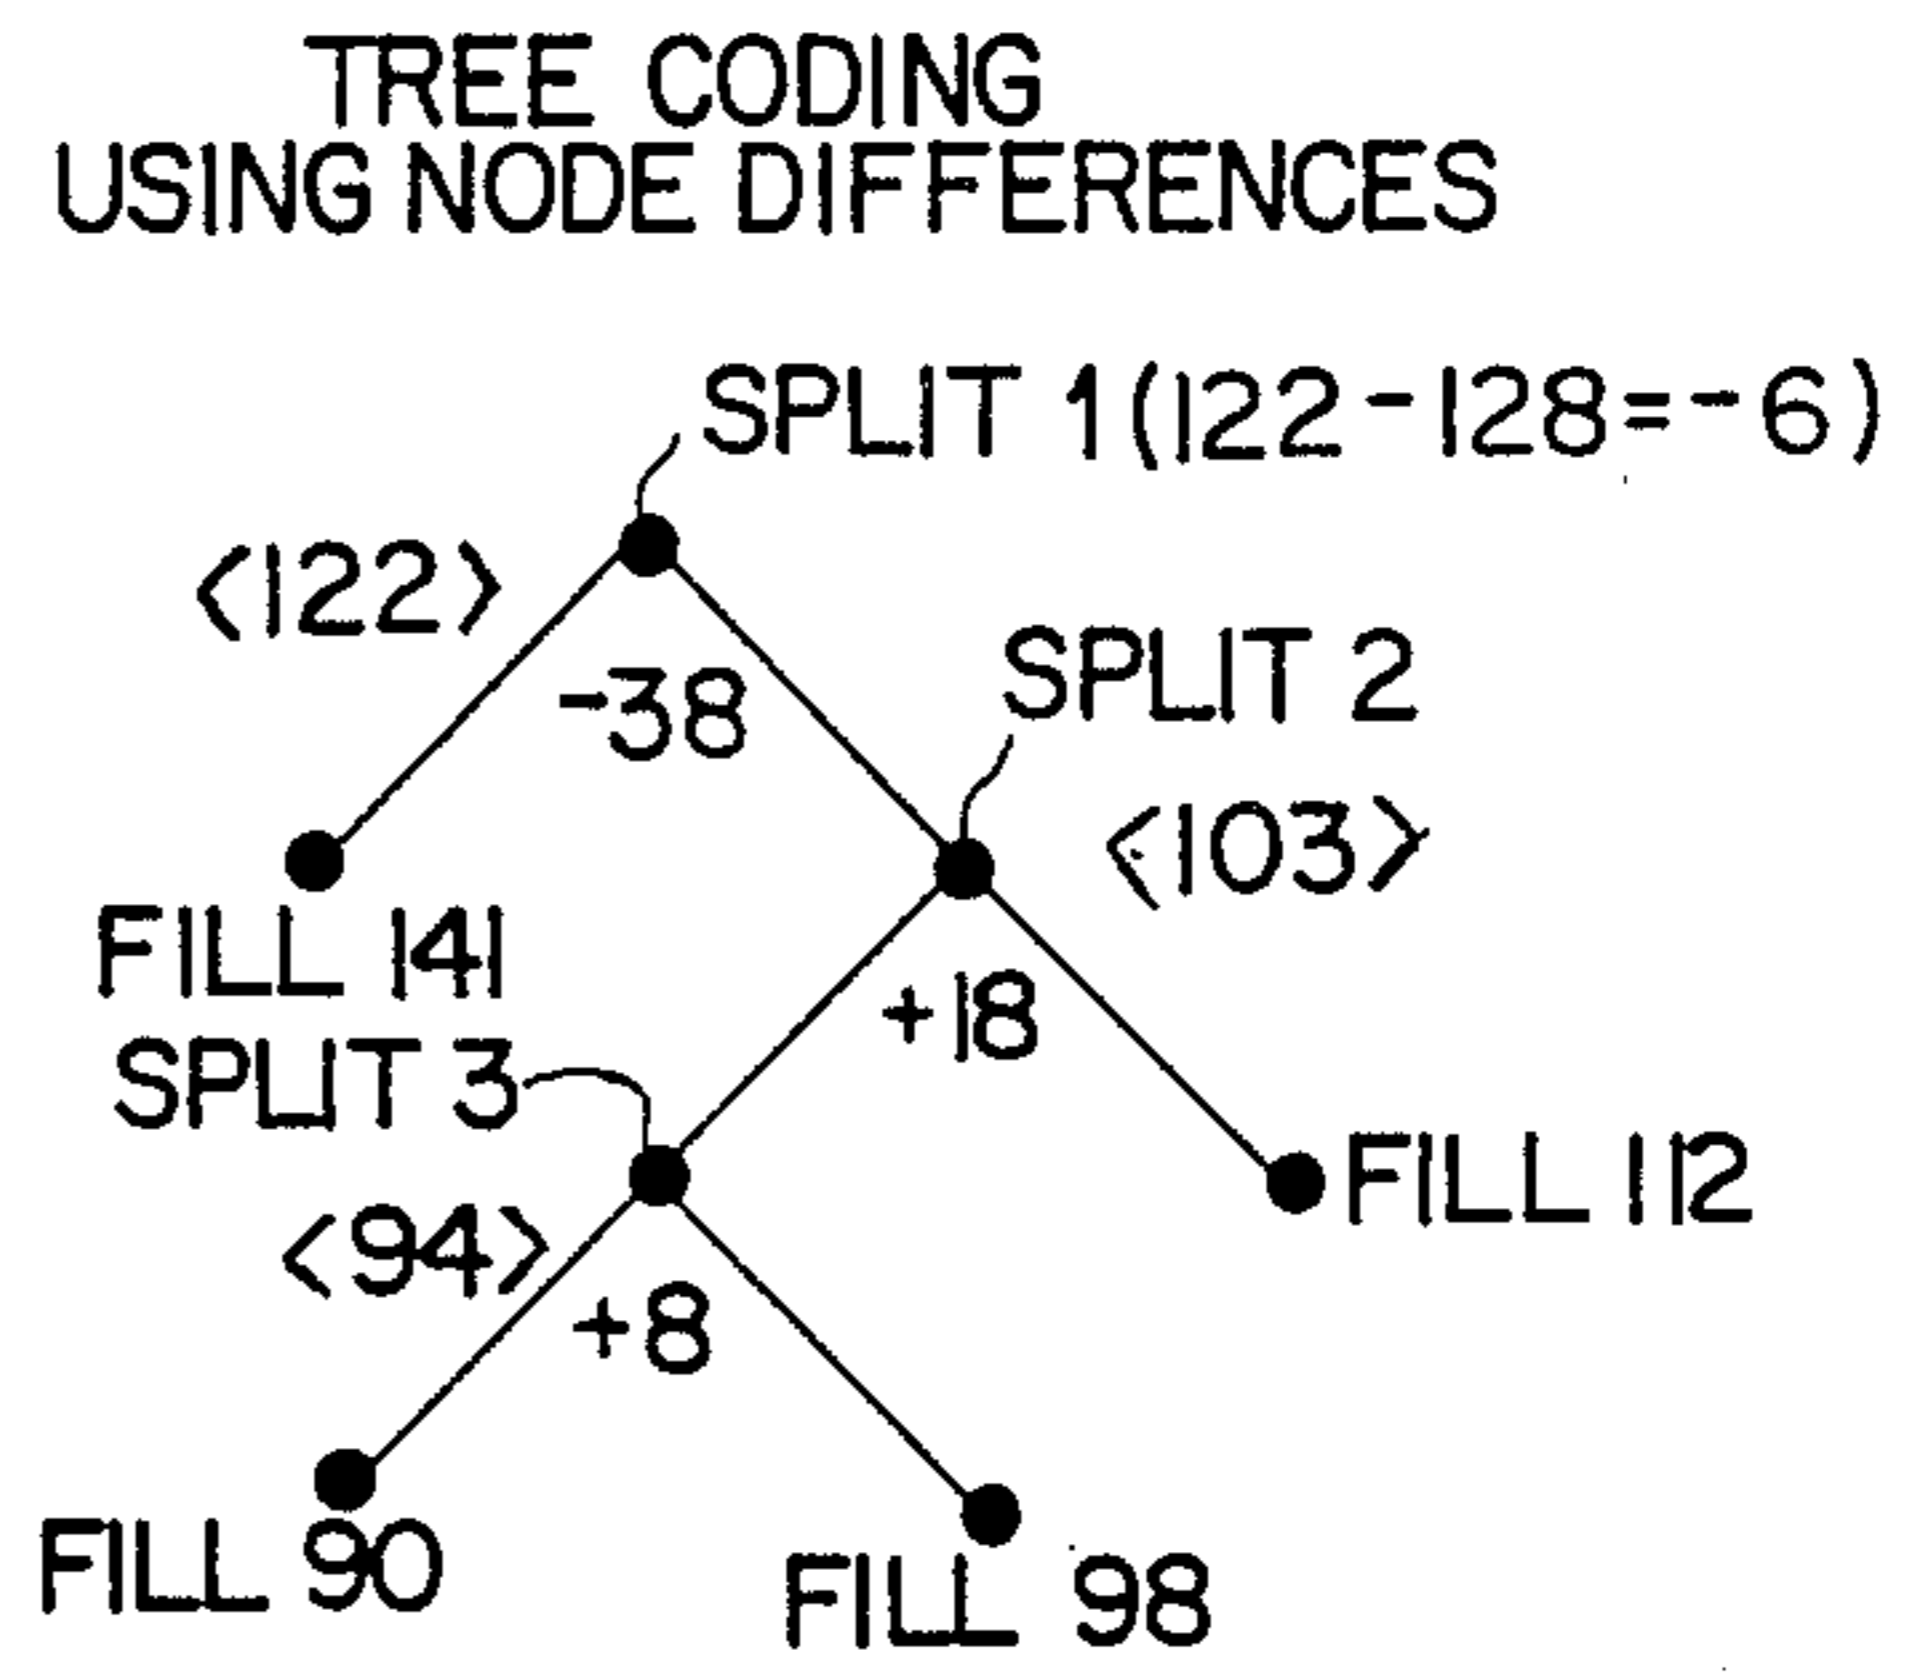 TREE CODING
USING NODE DIFFERENCES
SPLIT 1 (122-128=-6)
<122>
-38
SPLIT 2
<103>
FILL 141
+18
SPLIT 3
FILL 112
<94>
+8
FILL 90
FILL 98